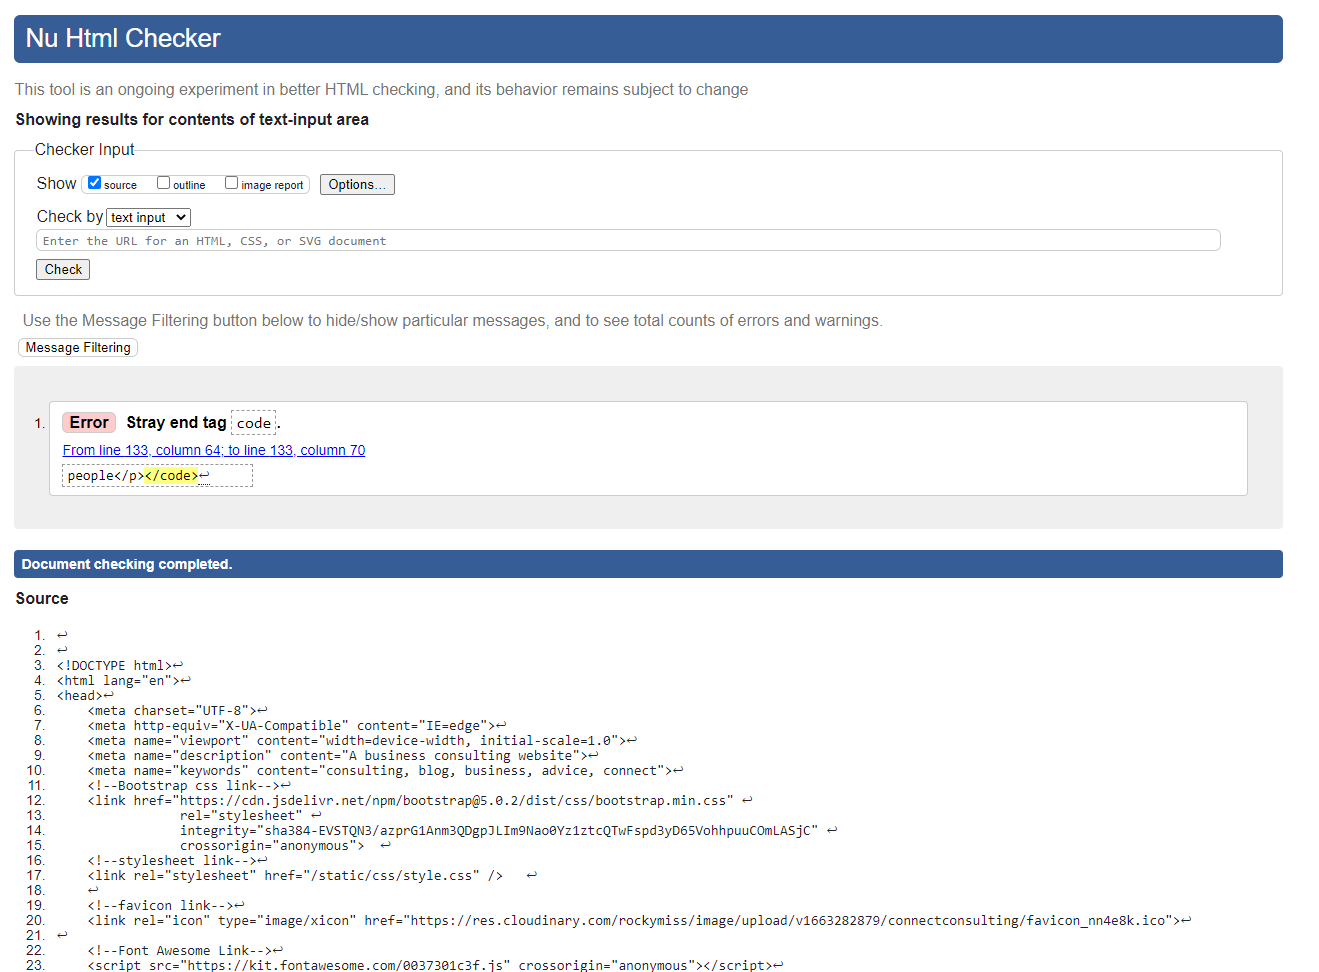 Nu Html Checker
This tool is an ongoing experiment in better HTML checking, and its behavior remains subject to change
Showing results for contents of text-input area
Checker Input
Show source outline image report Options...
Check by text input
Enter the URL for an HTML, CSS, or SVG document
Check
Use the Message Filtering button below to hide/show particular messages, and to see total counts of errors and warnings.
Message Filtering
1. Error Stray end tag code.
From line 133, column 64; to line 133, column 70
people</p></code>↩
Document checking completed.
Source
1. ↩
2. ↩
3. <!DOCTYPE html>↩
4. <html lang="en">↩
5. <head>↩
6. <meta charset="UTF-8">↩
7. <meta http-equiv="X-UA-Compatible" content="IE=edge">↩
8. <meta name="viewport" content="width=device-width, initial-scale=1.0">↩
9. <meta name="description" content="A business consulting website">↩
10. <meta name="keywords" content="consulting, blog, business, advice, connect">↩
11. <!--Bootstrap css link-->↩
12. <link href="https://cdn.jsdelivr.net/npm/bootstrap@5.0.2/dist/css/bootstrap.min.css" ↩
13. rel="stylesheet" ↩
14. integrity="sha384-EVSTQN3/azprG1Anm3QDgpJLIm9Nao0Yz1ztcQTwFspd3yD65VohhpuuCOmLASjC" ↩
15. crossorigin="anonymous"> ↩
16. <!--stylesheet link-->↩
17. <link rel="stylesheet" href="/static/css/style.css" /> ↩
18. ↩
19. <!--favicon link-->↩
20. <link rel="icon" type="image/xicon" href="https://res.cloudinary.com/rockymiss/image/upload/v1663282879/connectconsulting/favicon_nn4e8k.ico">↩
21. ↩
22. <!--Font Awesome Link-->↩
23. <script src="https://kit.fontawesome.com/0037301c3f.js" crossorigin="anonymous"></script>↩